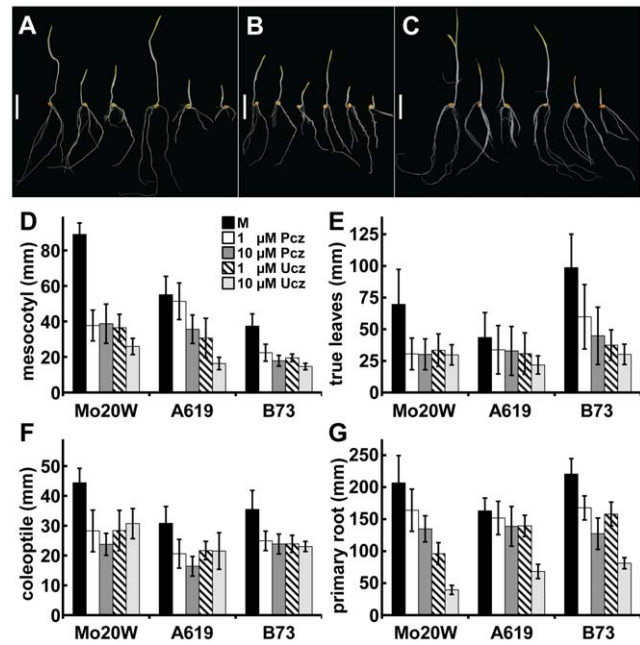 A B C
D
mesocotyl (mm)
80
60
40
20
0
Mo20W A619 B73
M
1 µM Pcz
10 µM Pcz
1 µM Ucz
10 µM Ucz
E
true leaves (mm)
125
100
75
50
25
0
Mo20W A619 B73
F
coleoptile (mm)
50
40
30
20
10
0
Mo20W A619 B73
G
primary root (mm)
250
200
150
100
50
0
Mo20W A619 B73